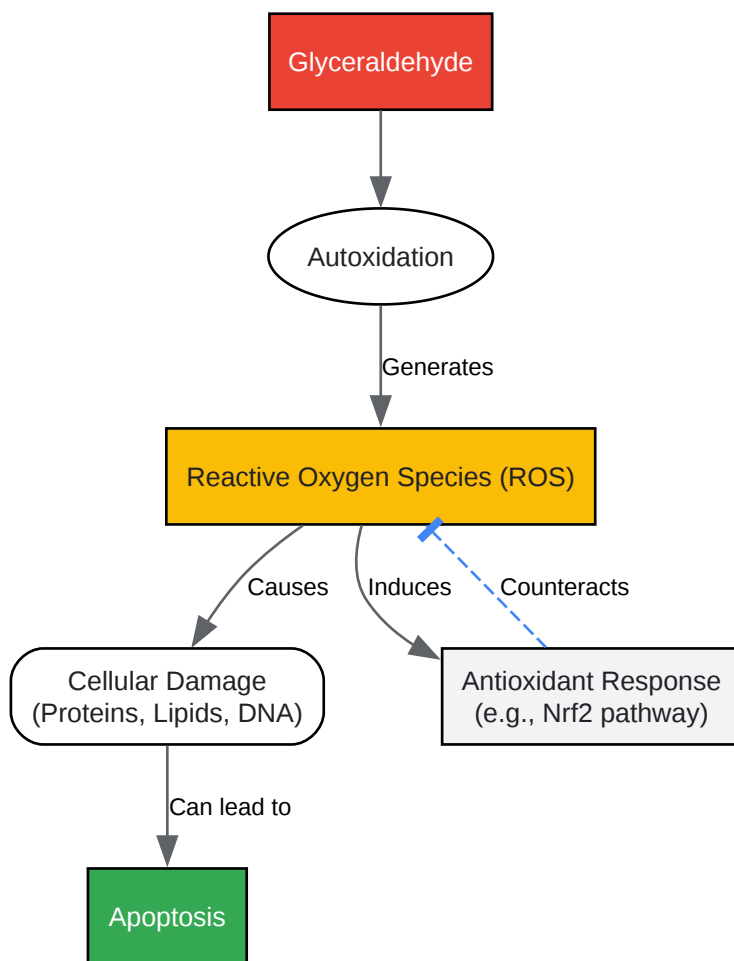 Glyceraldehyde
Autoxidation
Generates
Reactive Oxygen Species (ROS)
Causes
Induces
Counteracts
Cellular Damage
(Proteins, Lipids, DNA)
Antioxidant Response
(e.g., Nrf2 pathway)
Can lead to
Apoptosis